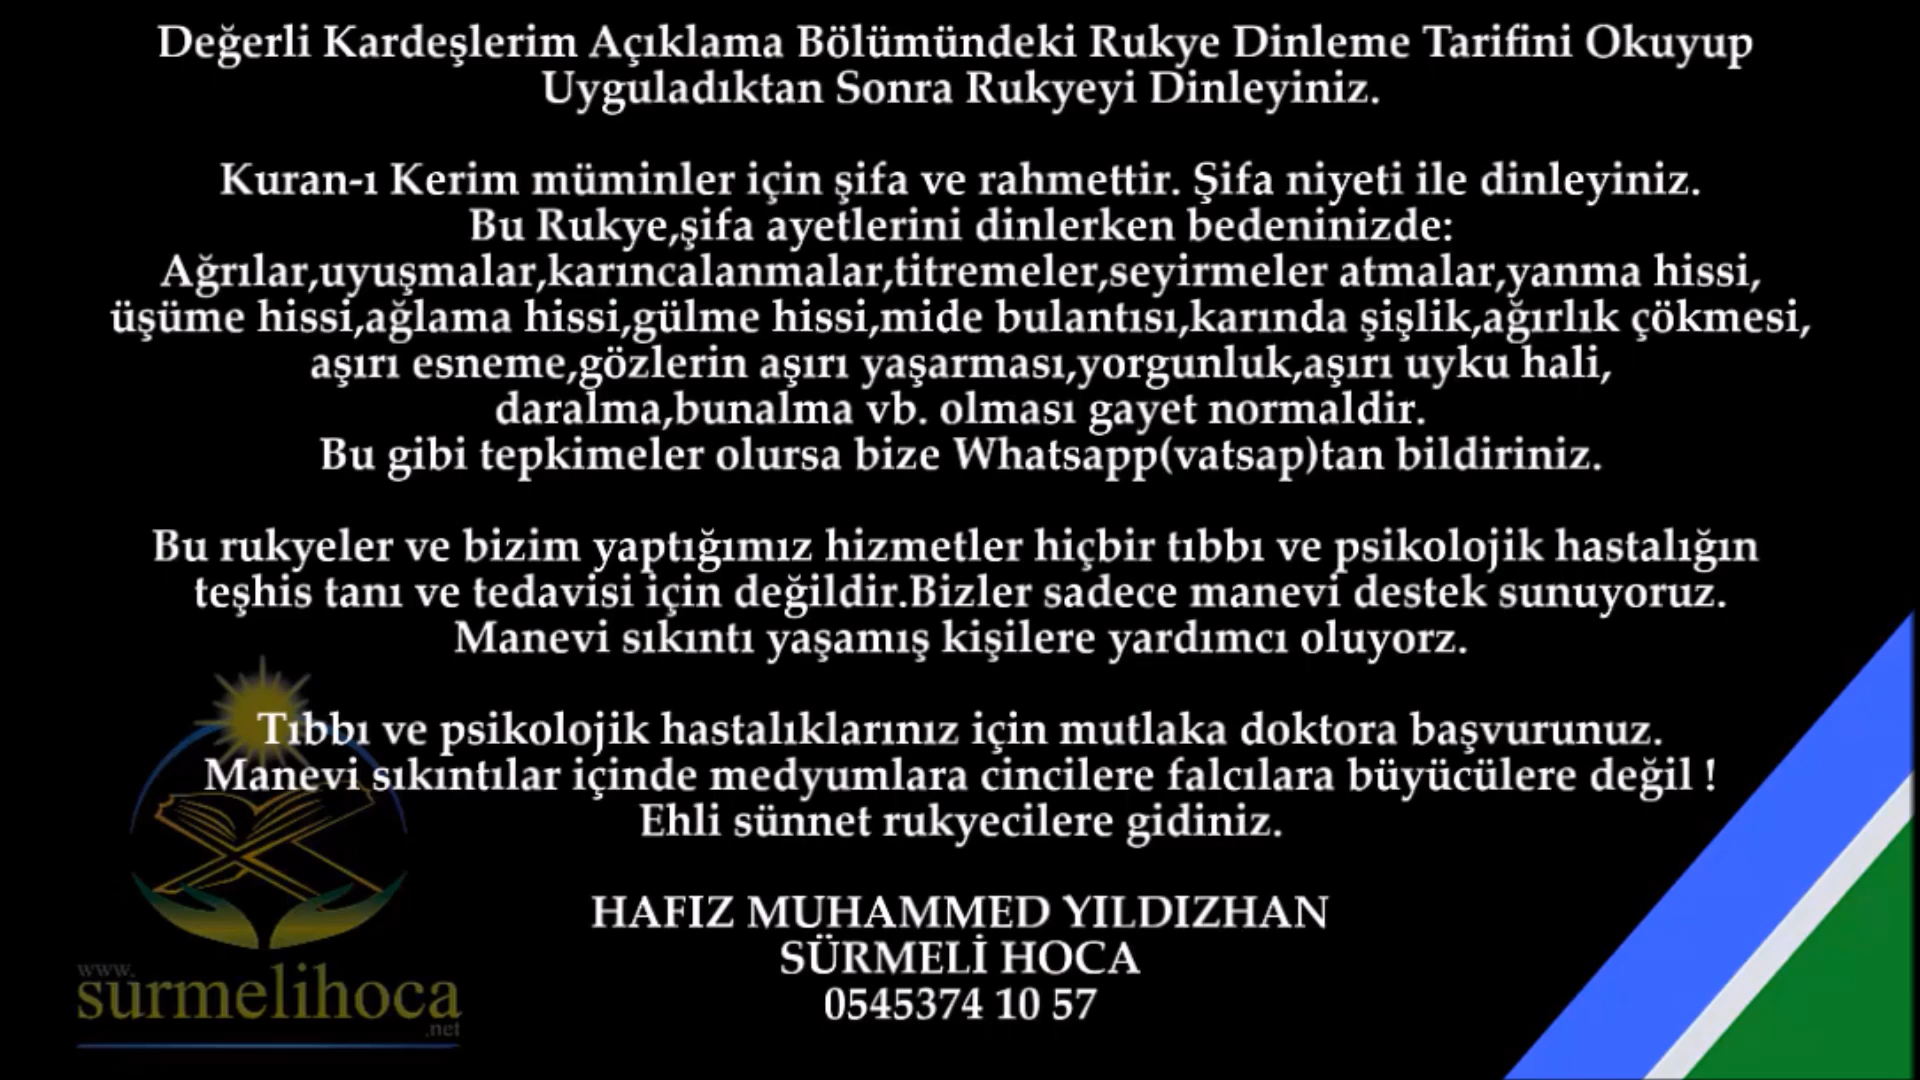 Değerli Kardeşlerim Açıklama Bölümündeki Rukye Dinleme Tarifini Okuyup
Uyguladıktan Sonra Rukyeyi Dinleyiniz.
Kuran-ı Kerim müminler için şifa ve rahmettir. Şifa niyeti ile dinleyiniz.
Bu Rukye,şifa ayetlerini dinlerken bedeninizde:
Ağrılar,uyuşmalar,karıncalanmalar,titremeler,seyirmeler atmalar,yanma hissi,
üşüme hissi,ağlama hissi,gülme hissi,mide bulantısı,karında şişlik,ağırlık çökmesi,
aşırı esneme,gözlerin aşırı yaşarması,yorgunluk,aşırı uyku hali,
daralma,bunalma vb. olması gayet normaldir.
Bu gibi tepkimeler olursa bize Whatsapp(vatsap)tan bildiriniz.
Bu rukyeler ve bizim yaptığımız hizmetler hiçbir tıbbı ve psikolojik hastalığın
teşhis tanı ve tedavisi için değildir.Bizler sadece manevi destek sunuyoruz.
Manevi sıkıntı yaşamış kişilere yardımcı oluyorz.
Tıbbı ve psikolojik hastalıklarınız için mutlaka doktora başvurunuz.
Manevi sıkıntılar içinde medyumlara cincilere falcılara büyücülere değil !
Ehli sünnet rukyecilere gidiniz.
HAFIZ MUHAMMED YILDIZHAN
SÜRMELİ HOCA
0545374 10 57
www.
surmelihoca
.net